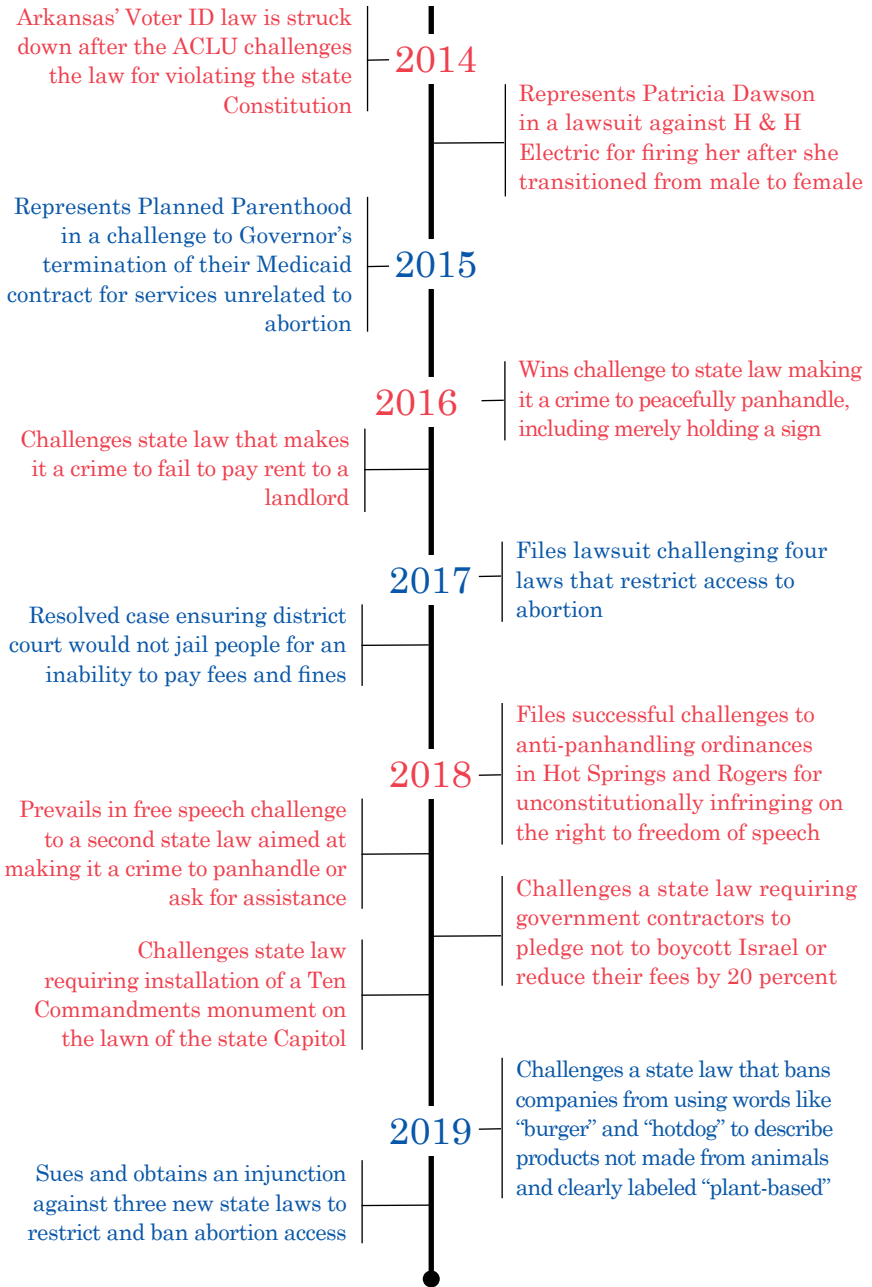 Arkansas’ Voter ID law is struck
down after the ACLU challenges
the law for violating the state
Constitution
2014
Represents Patricia Dawson
in a lawsuit against H & H
Electric for firing her after she
transitioned from male to female
Represents Planned Parenthood
in a challenge to Governor’s
termination of their Medicaid
contract for services unrelated to
abortion
2015
2016
Wins challenge to state law making
it a crime to peacefully panhandle,
including merely holding a sign
Challenges state law that makes
it a crime to fail to pay rent to a
landlord
2017
Files lawsuit challenging four
laws that restrict access to
abortion
Resolved case ensuring district
court would not jail people for an
inability to pay fees and fines
2018
Files successful challenges to
anti-panhandling ordinances
in Hot Springs and Rogers for
unconstitutionally infringing on
the right to freedom of speech
Prevails in free speech challenge
to a second state law aimed at
making it a crime to panhandle or
ask for assistance
Challenges a state law requiring
government contractors to
pledge not to boycott Israel or
reduce their fees by 20 percent
Challenges state law
requiring installation of a Ten
Commandments monument on
the lawn of the state Capitol
2019
Challenges a state law that bans
companies from using words like
“burger” and “hotdog” to describe
products not made from animals
and clearly labeled “plant-based”
Sues and obtains an injunction
against three new state laws to
restrict and ban abortion access